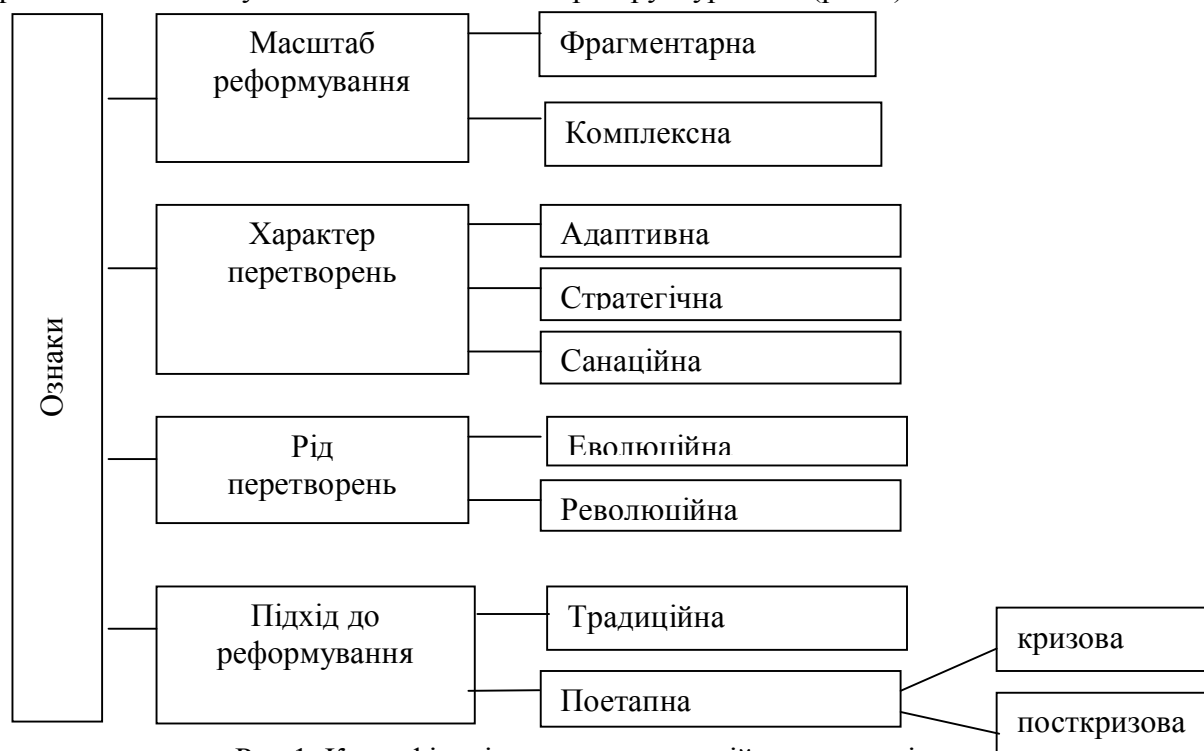 (
Масштаб
реформування
Фрагментарна
Комплексна
Ознаки
Характер
перетворень
Адаптивна
Стратегічна
Санаційна
Рід
перетворень
Еволюційна
Революційна
Підхід до
реформування
Традиційна
Поетапна
кризова
посткризова